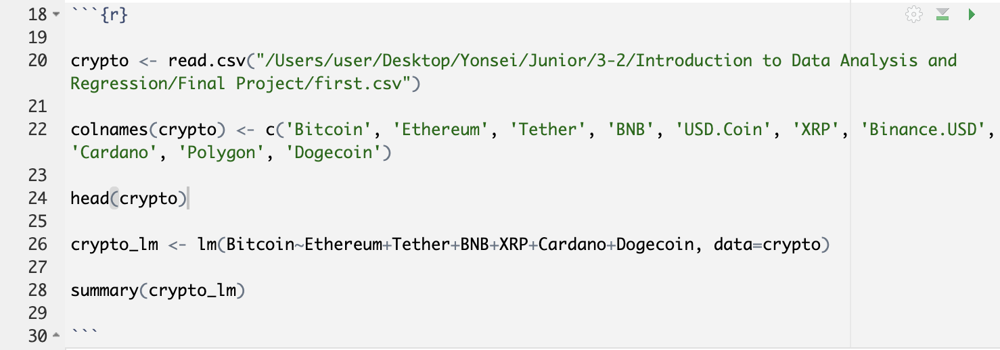 18 ```{r}
19
20 crypto <- read.csv("/Users/user/Desktop/Yonsei/Junior/3-2/Introduction to Data Analysis and
Regression/Final Project/first.csv")
21
22 colnames(crypto) <- c('Bitcoin', 'Ethereum', 'Tether', 'BNB', 'USD.Coin', 'XRP', 'Binance.USD',
'Cardano', 'Polygon', 'Dogecoin')
23
24 head(crypto)
25
26 crypto_lm <- lm(Bitcoin~Ethereum+Tether+BNB+XRP+Cardano+Dogecoin, data=crypto)
27
28 summary(crypto_lm)
29
30 ```